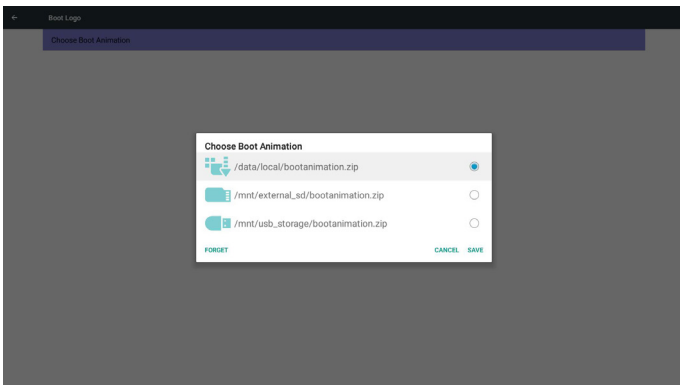 Boot Logo
Choose Boot Animation
Choose Boot Animation
/data/local/bootanimation.zip
/mnt/external_sd/bootanimation.zip
/mnt/usb_storage/bootanimation.zip
FORGET CANCEL SAVE